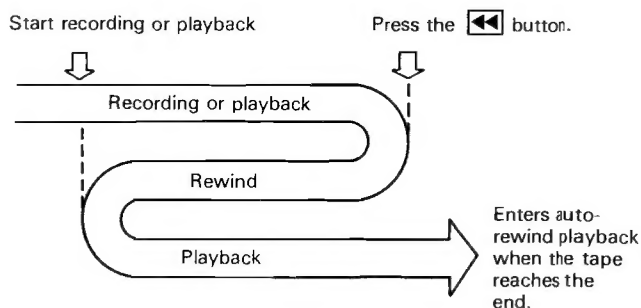 Start recording or playback
Press the ◀◀ button.
Recording or playback
Rewind
Playback
Enters auto-
rewind playback
when the tape
reaches the
end.